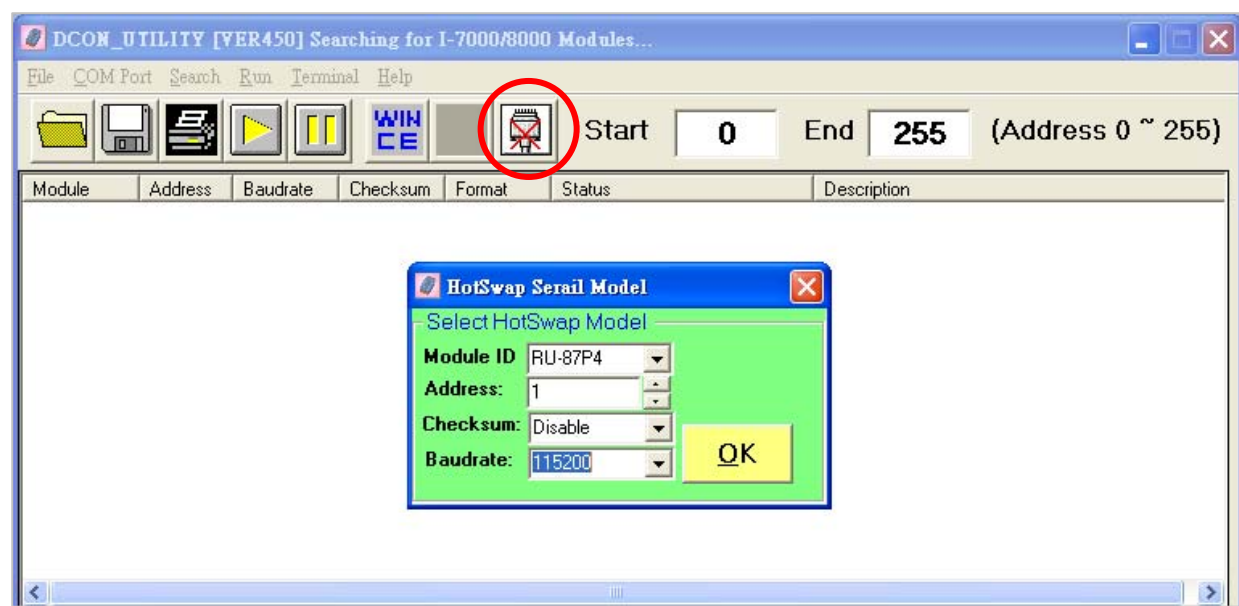 DCON_UTILITY [VER450] Searching for I-7000/8000 Modules...
File COM Port Search Run Terminal Help
WIN CE Start 0 End 255 (Address 0 ~ 255)
Module Address Baudrate Checksum Format Status Description
HotSwap Serail Model
Select HotSwap Model
Module ID RU-87P4
Address: 1
Checksum: Disable
Baudrate: 115200
OK